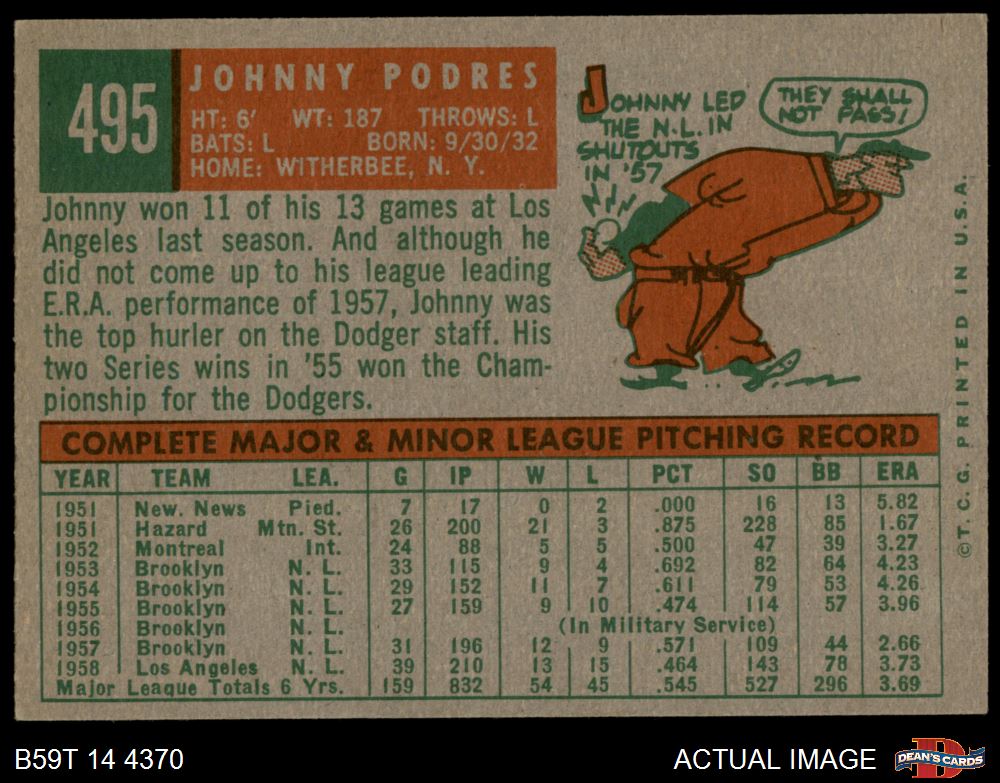 495
JOHNNY PODRES
HT: 6' WT: 187 THROWS: L
BATS: L BORN: 9/30/32
HOME: WITHERBEE, N. Y.
JOHNNY LED
THE N.L. IN
SHUTOUTS
IN '57
THEY SHALL
NOT PASS!
Johnny won 11 of his 13 games at Los
Angeles last season. And although he
did not come up to his league leading
E.R.A. performance of 1957, Johnny was
the top hurler on the Dodger staff. His
two Series wins in '55 won the Cham-
pionship for the Dodgers.
COMPLETE MAJOR & MINOR LEAGUE PITCHING RECORD
YEAR TEAM LEA. G IP W L PCT SO BB ERA
1951 New. News Pied. 7 17 0 2 .000 16 13 5.82
1951 Hazard Mtn. St. 26 200 21 3 .875 228 85 1.67
1952 Montreal Int. 24 88 5 5 .500 47 39 3.27
1953 Brooklyn N. L. 33 115 9 4 .692 82 64 4.23
1954 Brooklyn N. L. 29 152 11 7 .611 79 53 4.26
1955 Brooklyn N. L. 27 159 9 10 .474 114 57 3.96
1956 Brooklyn N. L. (In Military Service)
1957 Brooklyn N. L. 31 196 12 9 .571 109 44 2.66
1958 Los Angeles N. L. 39 210 13 15 .464 143 78 3.73
Major League Totals 6 Yrs. 159 832 54 45 .545 527 296 3.69
©T. C. G. PRINTED IN U.S.A.
B59T 14 4370
ACTUAL IMAGE
D
DEAN'S CARDS